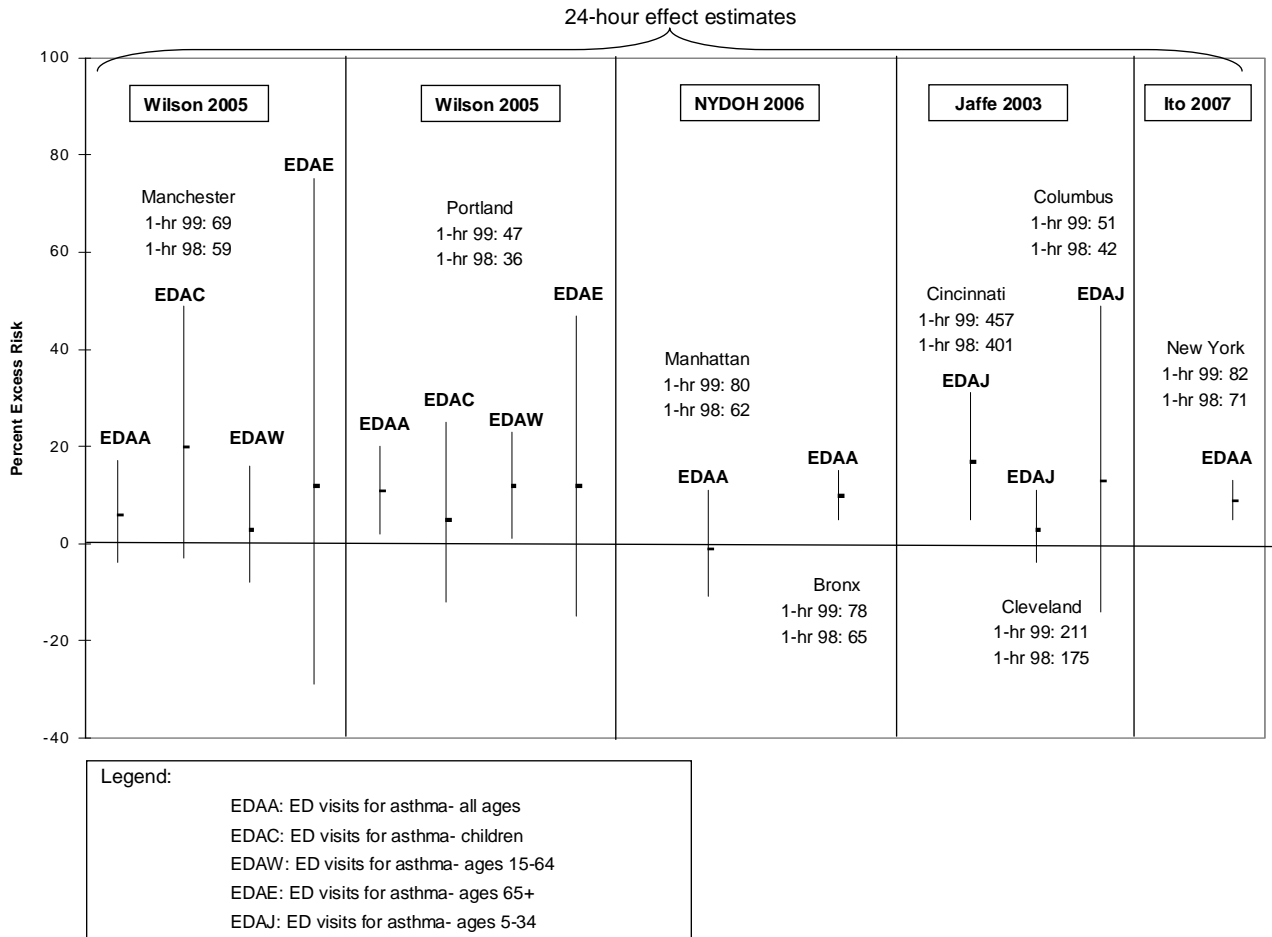 24-hour effect estimates
Percent Excess Risk
100
80
60
40
20
0
-20
-40
Wilson 2005
Manchester
1-hr 99: 69
1-hr 98: 59
EDAA
EDAC
EDAW
EDAE
Wilson 2005
Portland
1-hr 99: 47
1-hr 98: 36
EDAA
EDAC
EDAW
EDAE
NYDOH 2006
Manhattan
1-hr 99: 80
1-hr 98: 62
EDAA
EDAA
Bronx
1-hr 99: 78
1-hr 98: 65
Jaffe 2003
Cincinnati
1-hr 99: 457
1-hr 98: 401
EDAJ
EDAJ
Cleveland
1-hr 99: 211
1-hr 98: 175
Columbus
1-hr 99: 51
1-hr 98: 42
EDAJ
Ito 2007
New York
1-hr 99: 82
1-hr 98: 71
EDAA
Legend:
EDAA: ED visits for asthma- all ages
EDAC: ED visits for asthma- children
EDAW: ED visits for asthma- ages 15-64
EDAE: ED visits for asthma- ages 65+
EDAJ: ED visits for asthma- ages 5-34